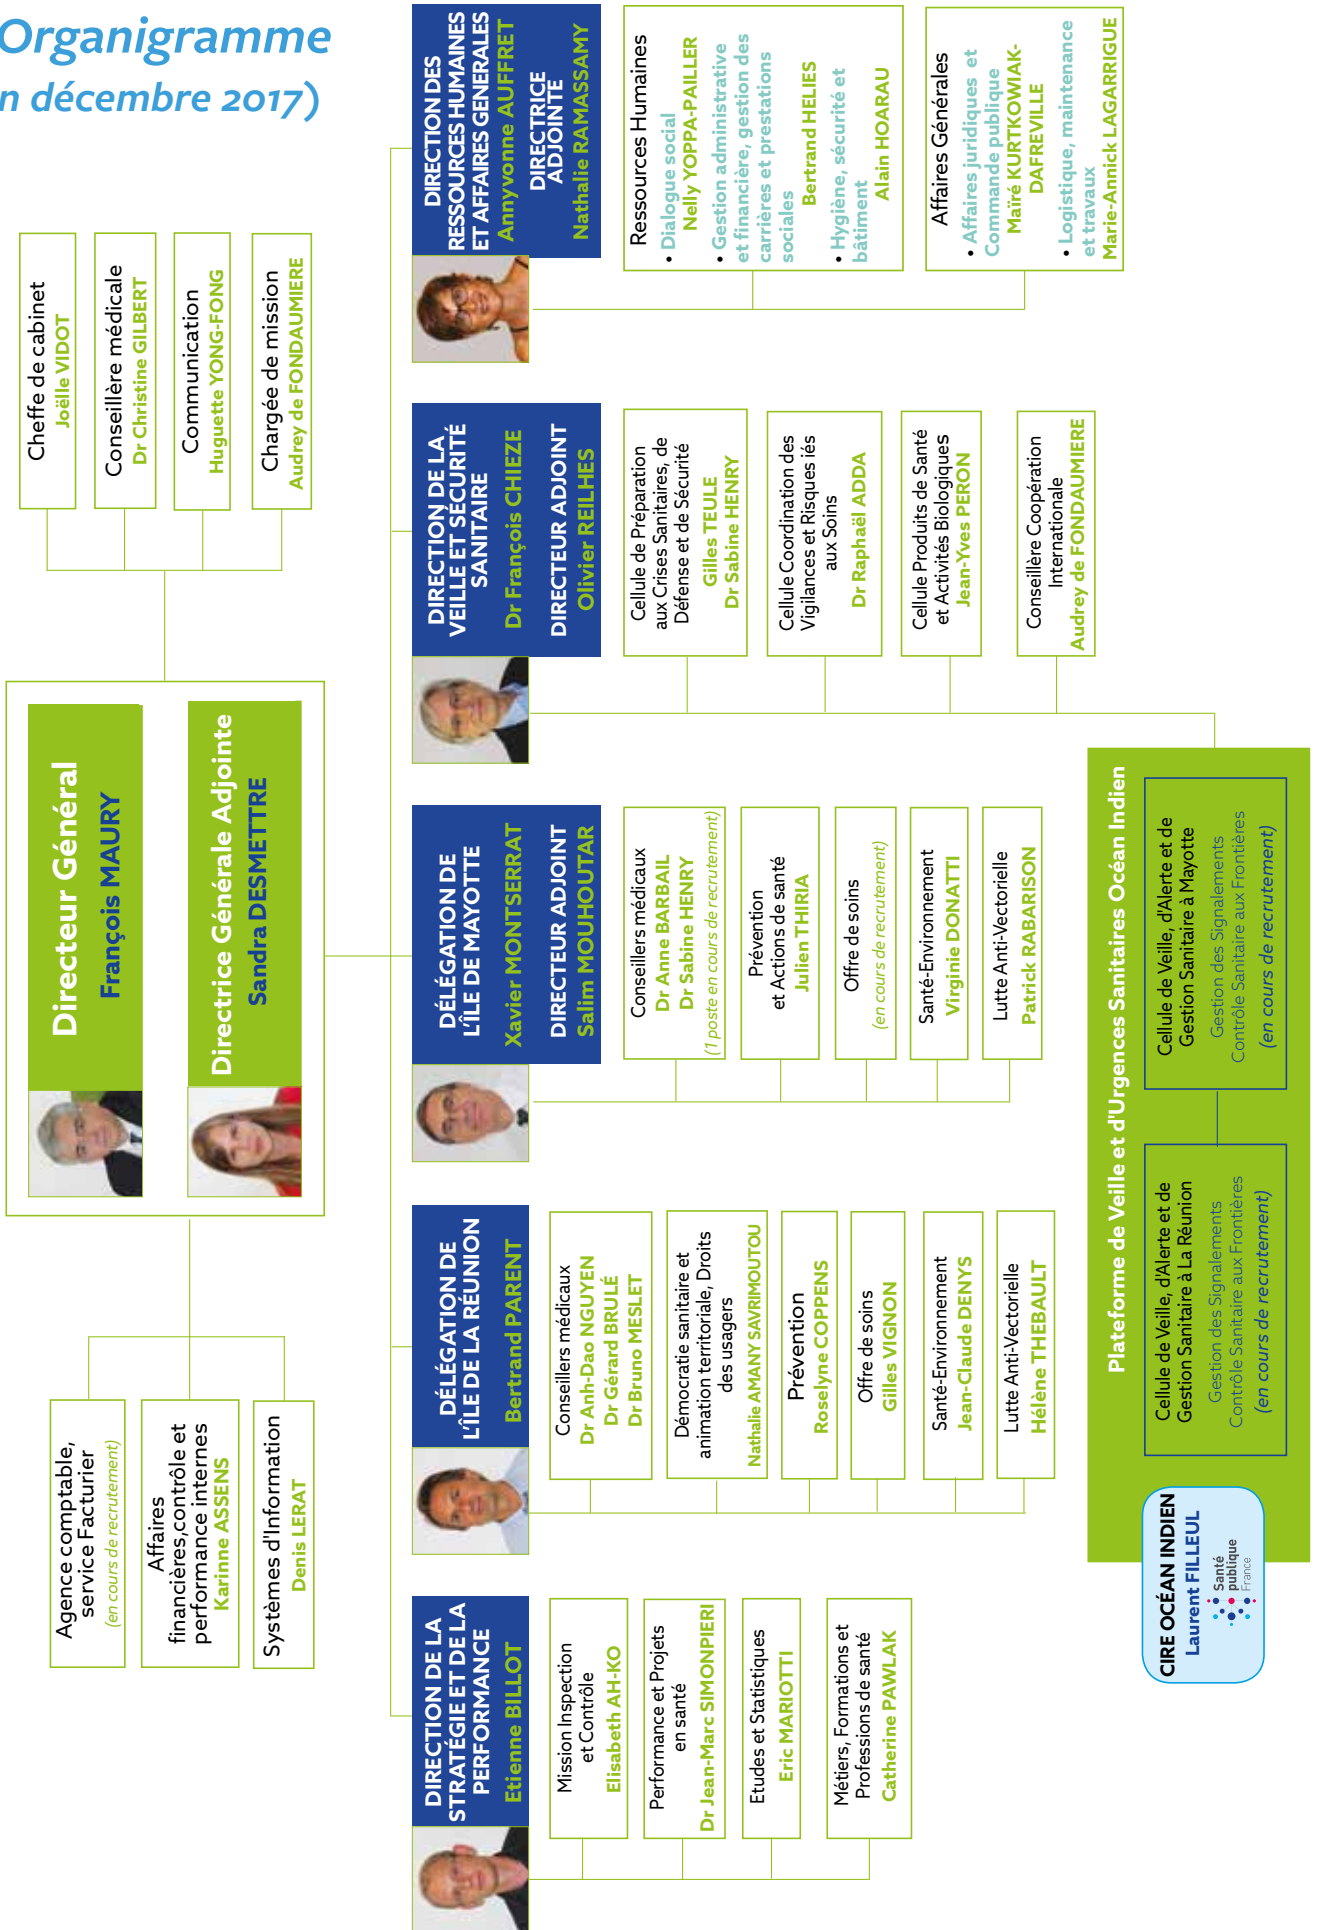 Organigramme
n décembre 2017)
Directeur Général
François MAURY
Directrice Générale Adjointe
Sandra DESMETTRE
Agence comptable,
service Facturier
(en cours de recrutement)
Affaires
financières,contrôle et
performance internes
Karinne ASSENS
Systèmes d'Information
Denis LERAT
Cheffe de cabinet
Joëlle VIDOT
Conseillère médicale
Dr Christine GILBERT
Communication
Huguette YONG-FONG
Chargée de mission
Audrey de FONDAUMIERE
DIRECTION DE LA
STRATÉGIE ET DE LA
PERFORMANCE
Etienne BILLOT
Mission Inspection
et Contrôle
Elisabeth AH-KO
Performance et Projets
en santé
Dr Jean-Marc SIMONPIERI
Etudes et Statistiques
Eric MARIOTTI
Métiers, Formations et
Professions de santé
Catherine PAWLAK
DÉLÉGATION DE
L'ÎLE DE LA RÉUNION
Bertrand PARENT
Conseillers médicaux
Dr Anh-Dao NGUYEN
Dr Gérard BRULÉ
Dr Bruno MESLET
Démocratie sanitaire et
animation territoriale, Droits
des usagers
Nathalie AMANY SAVRIMOUTOU
Prévention
Roselyne COPPENS
Offre de soins
Gilles VIGNON
Santé-Environnement
Jean-Claude DENYS
Lutte Anti-Vectorielle
Hélène THEBAULT
DÉLÉGATION DE
L'ÎLE DE MAYOTTE
Xavier MONTSERRAT
DIRECTEUR ADJOINT
Salim MOUHOUTAR
Conseillers médicaux
Dr Anne BARBAIL
Dr Sabine HENRY
(1 poste en cours de recrutement)
Prévention
et Actions de santé
Julien THIRIA
Offre de soins
(en cours de recrutement)
Santé-Environnement
Virginie DONATTI
Lutte Anti-Vectorielle
Patrick RABARISON
DIRECTION DE LA
VEILLE ET SÉCURITÉ
SANITAIRE
Dr François CHIEZE
DIRECTEUR ADJOINT
Olivier REILHES
Cellule de Préparation
aux Crises Sanitaires, de
Défense et de Sécurité
Gilles TEULE
Dr Sabine HENRY
Cellule Coordination des
Vigilances et Risques iés
aux Soins
Dr Raphaël ADDA
Cellule Produits de Santé
et Activités Biologiques
Jean-Yves PERON
Conseillère Coopération
Internationale
Audrey de FONDAUMIERE
DIRECTION DES
RESSOURCES HUMAINES
ET AFFAIRES GENERALES
Annyvonne AUFFRET
DIRECTRICE
ADJOINTE
Nathalie RAMASSAMY
Ressources Humaines
• Dialogue social
Nelly YOPPA-PAILLER
• Gestion administrative
et financière, gestion des
carrières et prestations
sociales
Bertrand HELIES
• Hygiène, sécurité et
bâtiment
Alain HOARAU
Affaires Générales
• Affaires juridiques et
Commande publique
Maïré KURTKOWIAK-
DAFREVILLE
• Logistique, maintenance
et travaux
Marie-Annick LAGARRIGUE
Plateforme de Veille et d'Urgences Sanitaires Océan Indien
Cellule de Veille, d'Alerte et de
Gestion Sanitaire à La Réunion
Gestion des Signalements
Contrôle Sanitaire aux Frontières
(en cours de recrutement)
Cellule de Veille, d'Alerte et de
Gestion Sanitaire à Mayotte
Gestion des Signalements
Contrôle Sanitaire aux Frontières
(en cours de recrutement)
CIRE OCÉAN INDIEN
Laurent FILLEUL
Santé
publique
France